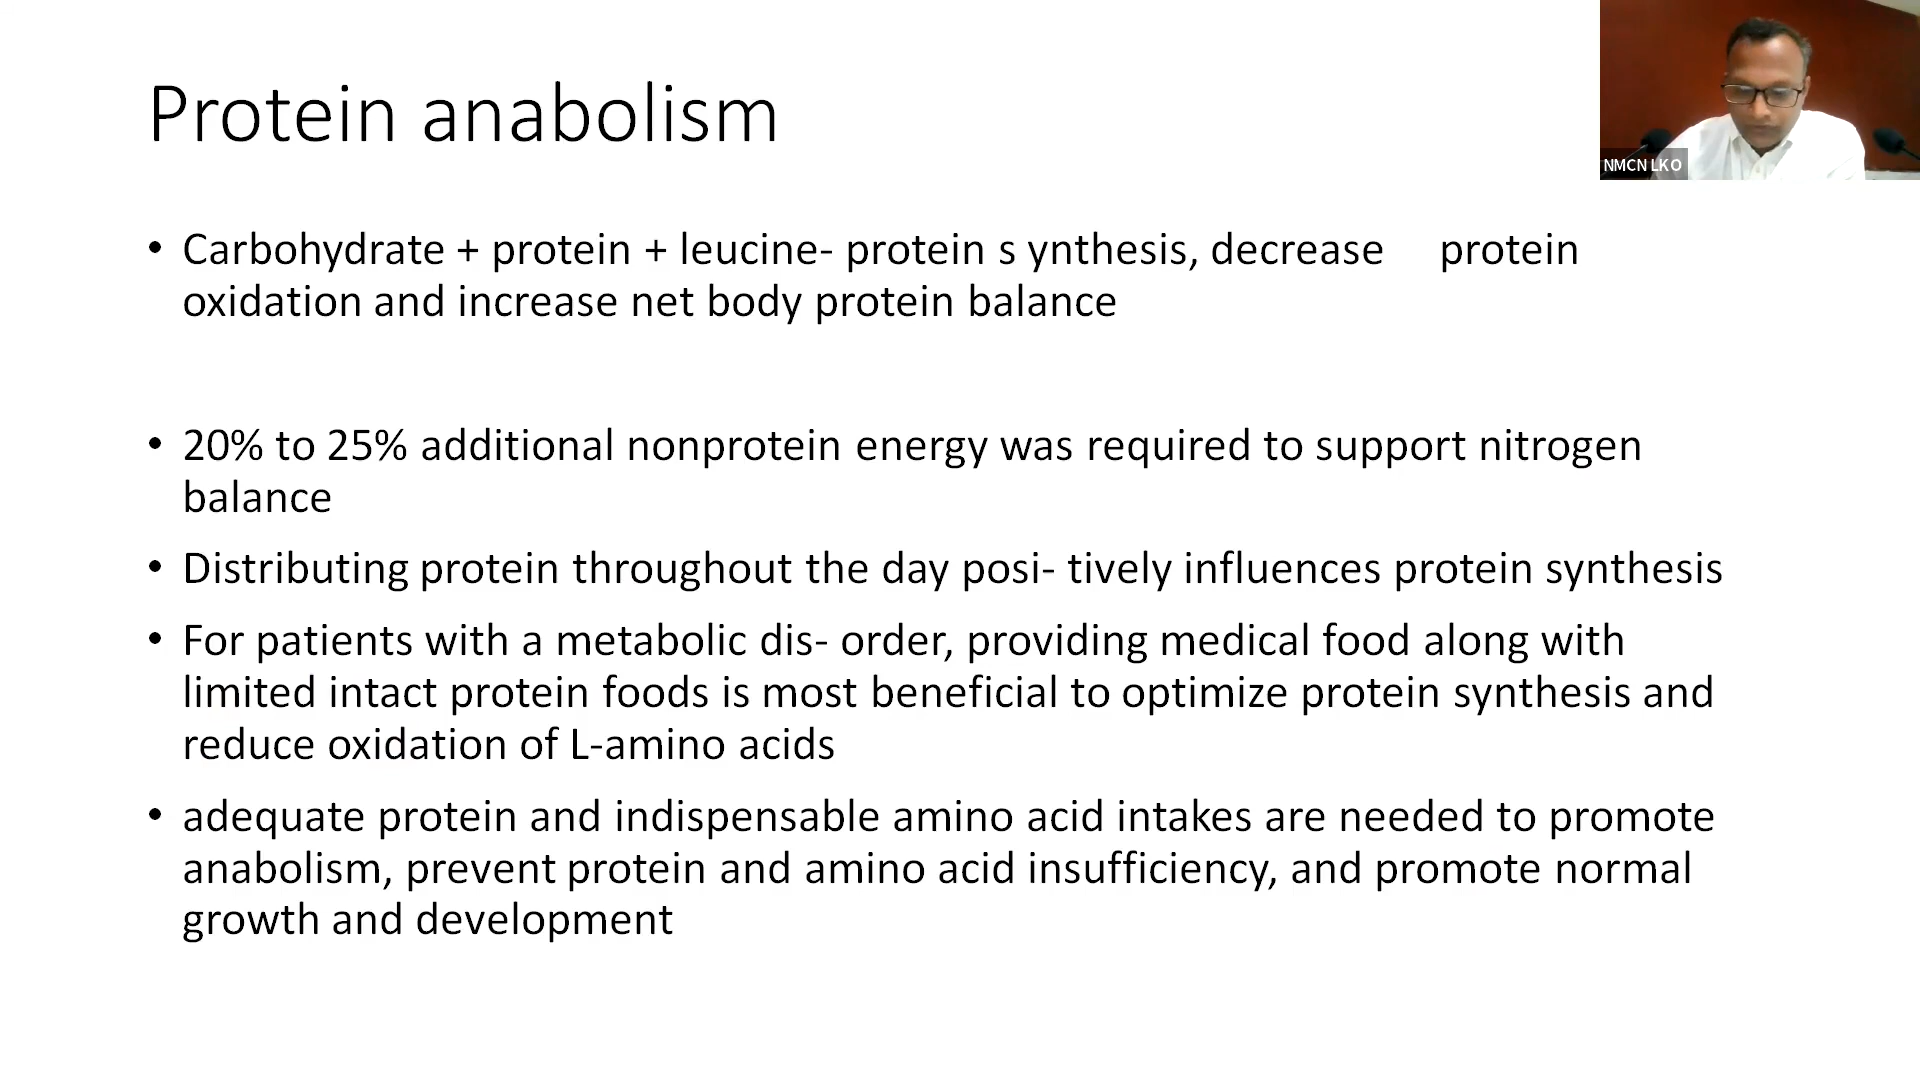 Protein anabolism
NMCN LKO
• Carbohydrate + protein + leucine- protein s ynthesis, decrease protein
oxidation and increase net body protein balance
• 20% to 25% additional nonprotein energy was required to support nitrogen
balance
• Distributing protein throughout the day posi- tively influences protein synthesis
• For patients with a metabolic dis- order, providing medical food along with
limited intact protein foods is most beneficial to optimize protein synthesis and
reduce oxidation of L-amino acids
• adequate protein and indispensable amino acid intakes are needed to promote
anabolism, prevent protein and amino acid insufficiency, and promote normal
growth and development